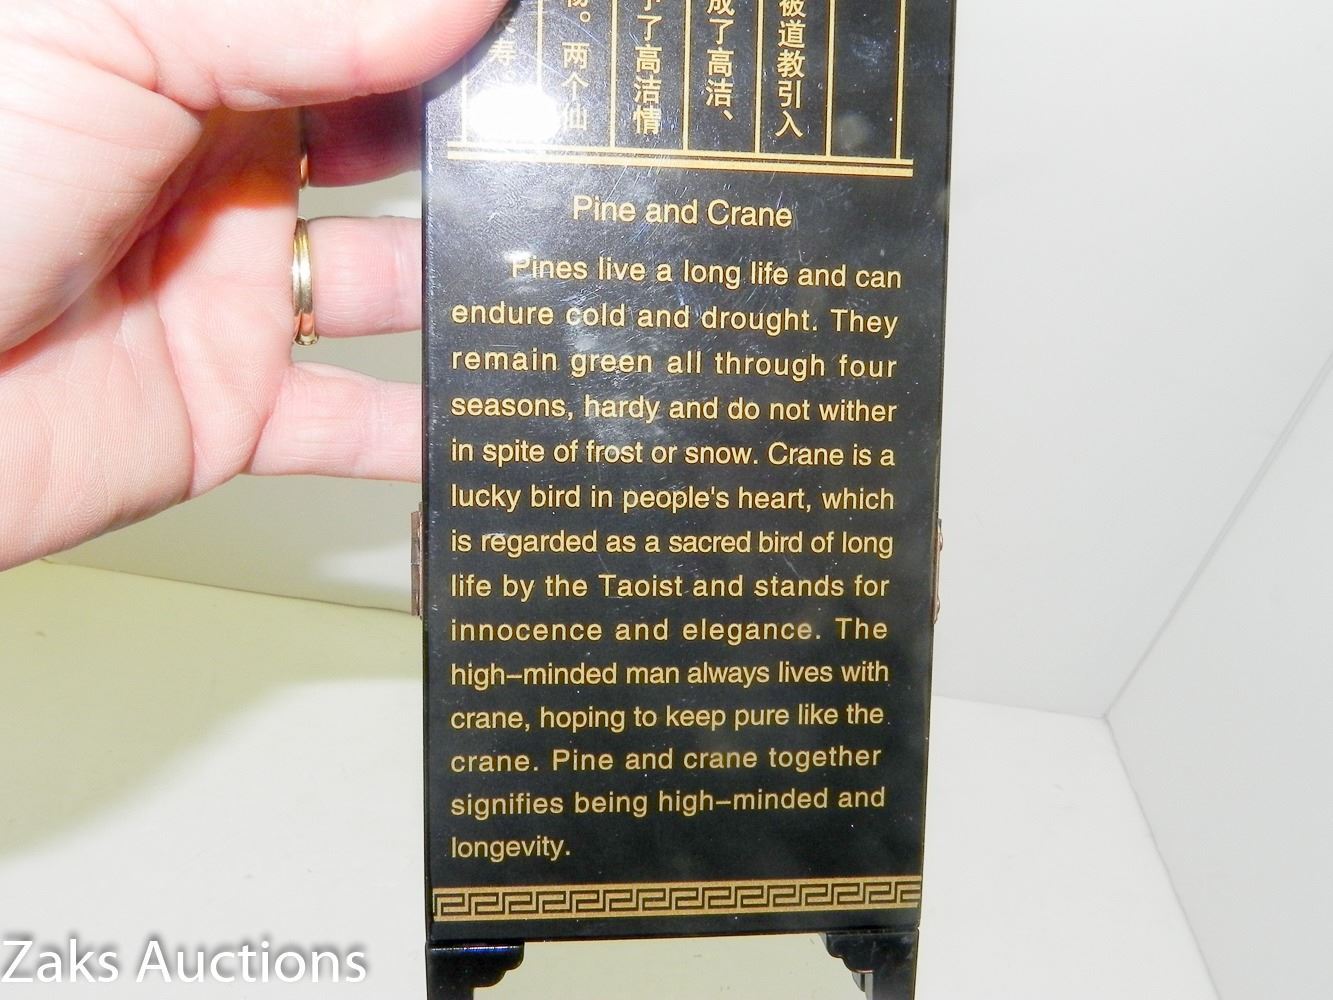 被道教引入
成了高洁、
了高洁情
物。两个仙
寿
Pine and Crane
Pines live a long life and can
endure cold and drought. They
remain green all through four
seasons, hardy and do not wither
in spite of frost or snow. Crane is a
lucky bird in people's heart, which
is regarded as a sacred bird of long
life by the Taoist and stands for
innocence and elegance. The
high–minded man always lives with
crane, hoping to keep pure like the
crane. Pine and crane together
signifies being high–minded and
longevity.
Zaks Auctions